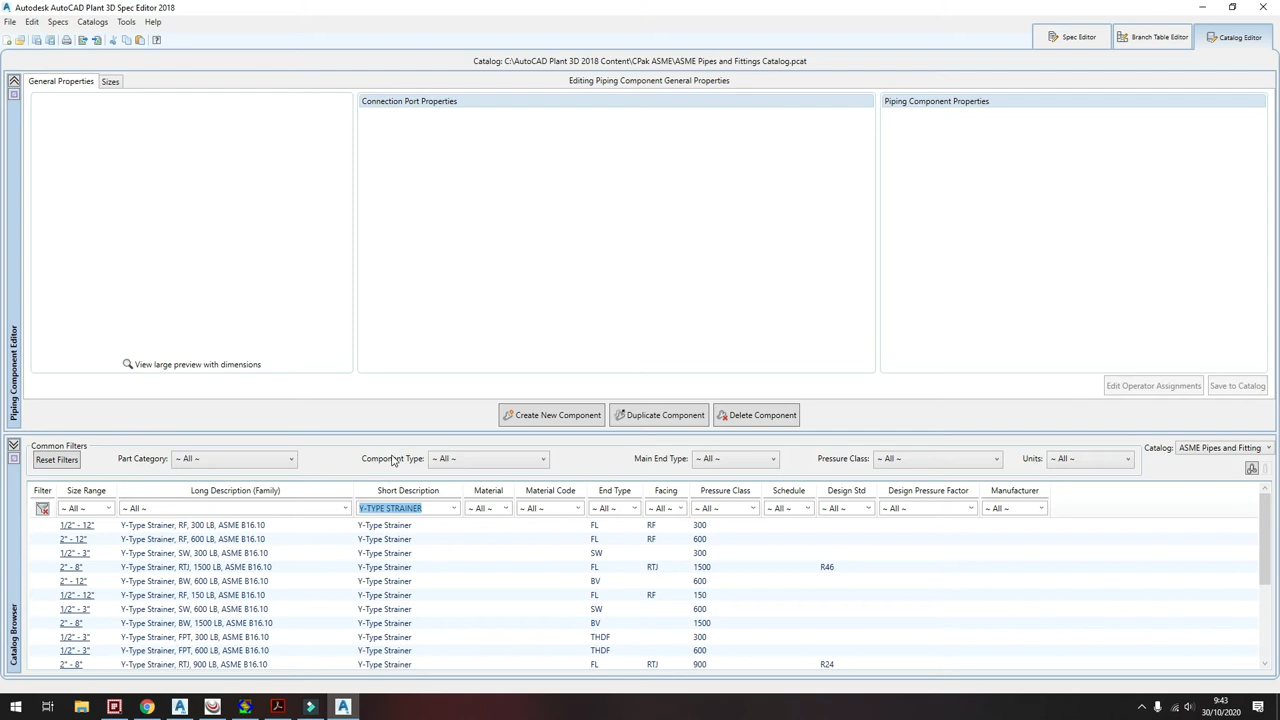 Autodesk AutoCAD Plant 3D Spec Editor 2018
File Edit Specs Catalogs Tools Help
Spec Editor Branch Table Editor Catalog Editor
Catalog: C:\AutoCAD Plant 3D 2018 Content\CPak ASME\ASME Pipes and Fittings Catalog.pcat
General Properties Sizes Editing Piping Component General Properties
Connection Port Properties Piping Component Properties
Piping Component Editor
View large preview with dimensions
Edit Operator Assignments Save to Catalog
Create New Component Duplicate Component Delete Component
Common Filters
Catalog: ASME Pipes and Fitting
Reset Filters Part Category: ~ All ~ Component Type: ~ All ~ Main End Type: ~ All ~ Pressure Class: ~ All ~ Units: ~ All ~
Catalog Browser
Filter Size Range Long Description (Family) Short Description Material Material Code End Type Facing Pressure Class Schedule Design Std Design Pressure Factor Manufacturer
~ All ~ ~ All ~ Y-TYPE STRAINER ~ All ~ ~ All ~ ~ All ~ ~ All ~ ~ All ~ ~ All ~ ~ All ~ ~ All ~ ~ All ~
1/2" - 12" Y-Type Strainer, RF, 300 LB, ASME B16.10 Y-Type Strainer FL RF 300
2" - 12" Y-Type Strainer, RF, 600 LB, ASME B16.10 Y-Type Strainer FL RF 600
1/2" - 3" Y-Type Strainer, SW, 300 LB, ASME B16.10 Y-Type Strainer SW 300
2" - 8" Y-Type Strainer, RTJ, 1500 LB, ASME B16.10 Y-Type Strainer FL RTJ 1500 R46
2" - 12" Y-Type Strainer, BW, 600 LB, ASME B16.10 Y-Type Strainer BV 600
1/2" - 12" Y-Type Strainer, RF, 150 LB, ASME B16.10 Y-Type Strainer FL RF 150
1/2" - 3" Y-Type Strainer, SW, 600 LB, ASME B16.10 Y-Type Strainer SW 600
2" - 8" Y-Type Strainer, BW, 1500 LB, ASME B16.10 Y-Type Strainer BV 1500
1/2" - 3" Y-Type Strainer, FPT, 300 LB, ASME B16.10 Y-Type Strainer THDF 300
1/2" - 3" Y-Type Strainer, FPT, 600 LB, ASME B16.10 Y-Type Strainer THDF 600
2" - 8" Y-Type Strainer, RTJ, 900 LB, ASME B16.10 Y-Type Strainer FL RTJ 900 R24
9:43
30/10/2020